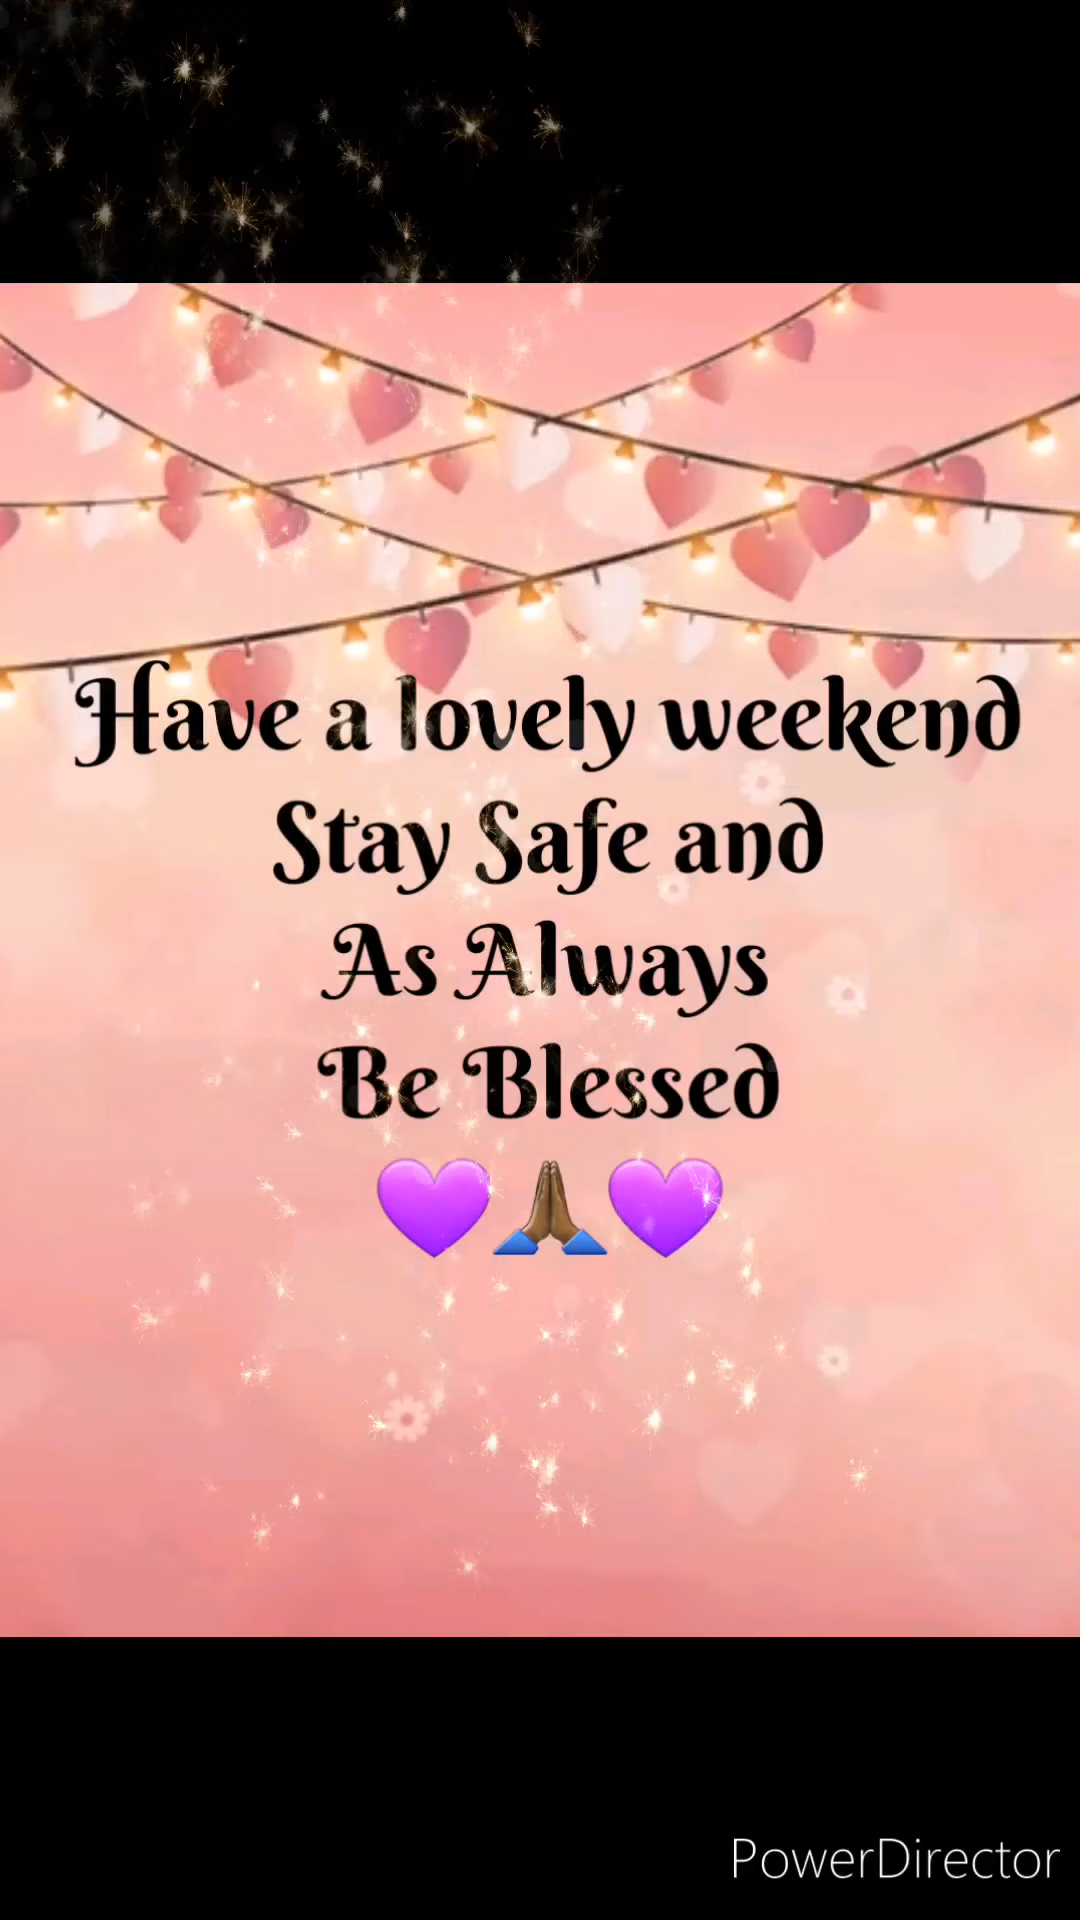 Have a lovely weekend
Stay Safe and
As Always
Be Blessed
💜🙏🏾💜
PowerDirector